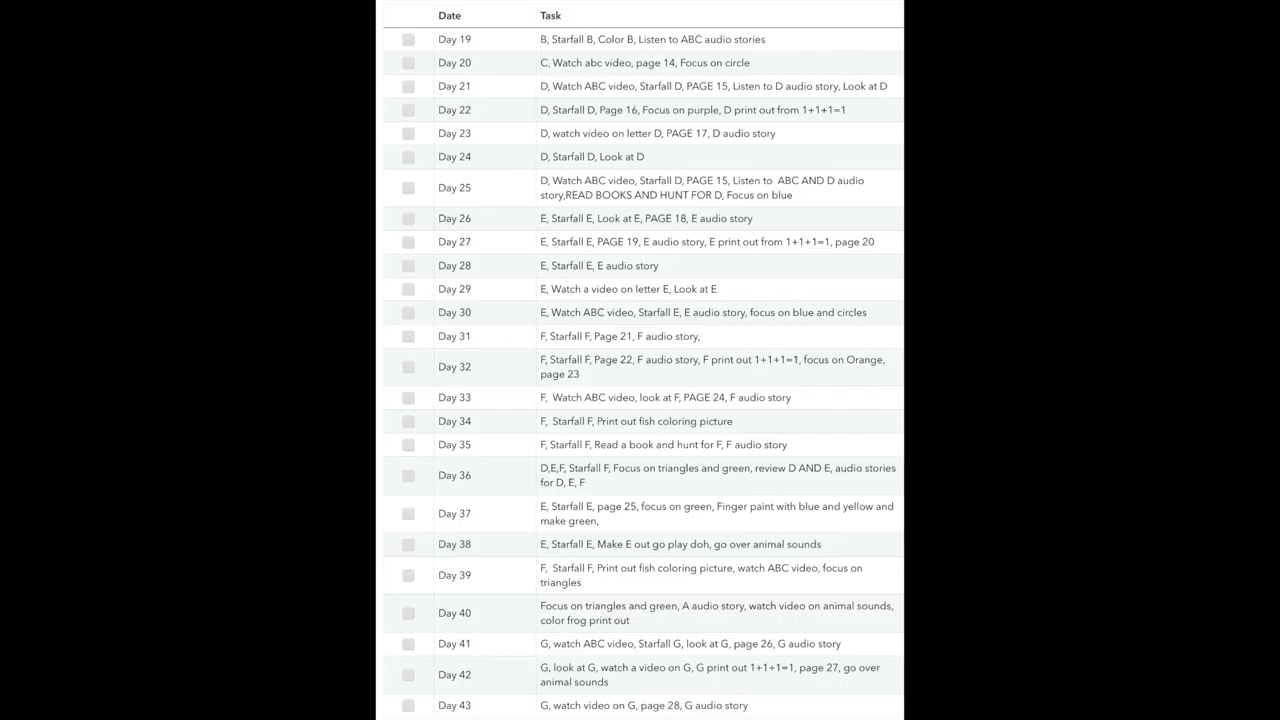 Date Task
Day 19 B, Starfall B, Color B, Listen to ABC audio stories
Day 20 C, Watch abc video, page 14, Focus on circle
Day 21 D, Watch ABC video, Starfall D, PAGE 15, Listen to D audio story, Look at D
Day 22 D, Starfall D, Page 16, Focus on purple, D print out from 1+1+1=1
Day 23 D, watch video on letter D, PAGE 17, D audio story
Day 24 D, Starfall D, Look at D
Day 25 D, Watch ABC video, Starfall D, PAGE 15, Listen to  ABC AND D audio
story,READ BOOKS AND HUNT FOR D, Focus on blue
Day 26 E, Starfall E, Look at E, PAGE 18, E audio story
Day 27 E, Starfall E, PAGE 19, E audio story, E print out from 1+1+1=1, page 20
Day 28 E, Starfall E, E audio story
Day 29 E, Watch a video on letter E, Look at E
Day 30 E, Watch ABC video, Starfall E, E audio story, focus on blue and circles
Day 31 F, Starfall F, Page 21, F audio story,
Day 32 F, Starfall F, Page 22, F audio story, F print out 1+1+1=1, focus on Orange,
page 23
Day 33 F,  Watch ABC video, look at F, PAGE 24, F audio story
Day 34 F,  Starfall F, Print out fish coloring picture
Day 35 F, Starfall F, Read a book and hunt for F, F audio story
Day 36 D,E,F, Starfall F, Focus on triangles and green, review D AND E, audio stories
for D, E, F
Day 37 E, Starfall E, page 25, focus on green, Finger paint with blue and yellow and
make green,
Day 38 E, Starfall E, Make E out go play doh, go over animal sounds
Day 39 F,  Starfall F, Print out fish coloring picture, watch ABC video, focus on
triangles
Day 40 Focus on triangles and green, A audio story, watch video on animal sounds,
color frog print out
Day 41 G, watch ABC video, Starfall G, look at G, page 26, G audio story
Day 42 G, look at G, watch a video on G, G print out 1+1+1=1, page 27, go over
animal sounds
Day 43 G, watch video on G, page 28, G audio story